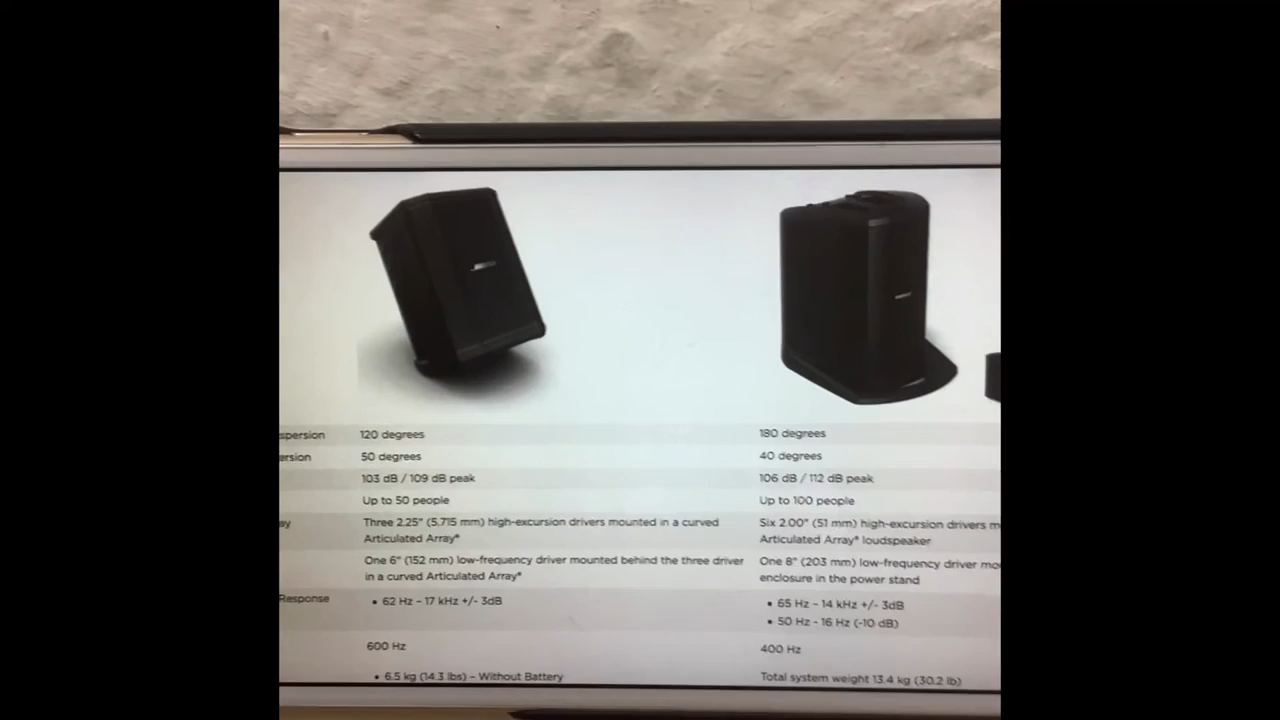 spersion 120 degrees 180 degrees
ersion 50 degrees 40 degrees
103 dB / 109 dB peak 106 dB / 112 dB peak
Up to 50 people Up to 100 people
ay Three 2.25" (5,715 mm) high-excursion drivers mounted in a curved Six 2.00" (51 mm) high-excursion drivers m
Articulated Array® Articulated Array® loudspeaker
One 6" (152 mm) low-frequency driver mounted behind the three driver One 8" (203 mm) low-frequency driver mo
in a curved Articulated Array® enclosure in the power stand
Response • 62 Hz – 17 kHz +/- 3dB • 65 Hz – 14 kHz +/- 3dB
• 50 Hz – 16 Hz (-10 dB)
600 Hz 400 Hz
• 6.5 kg (14.3 lbs) – Without Battery Total system weight 13.4 kg (30.2 lb)